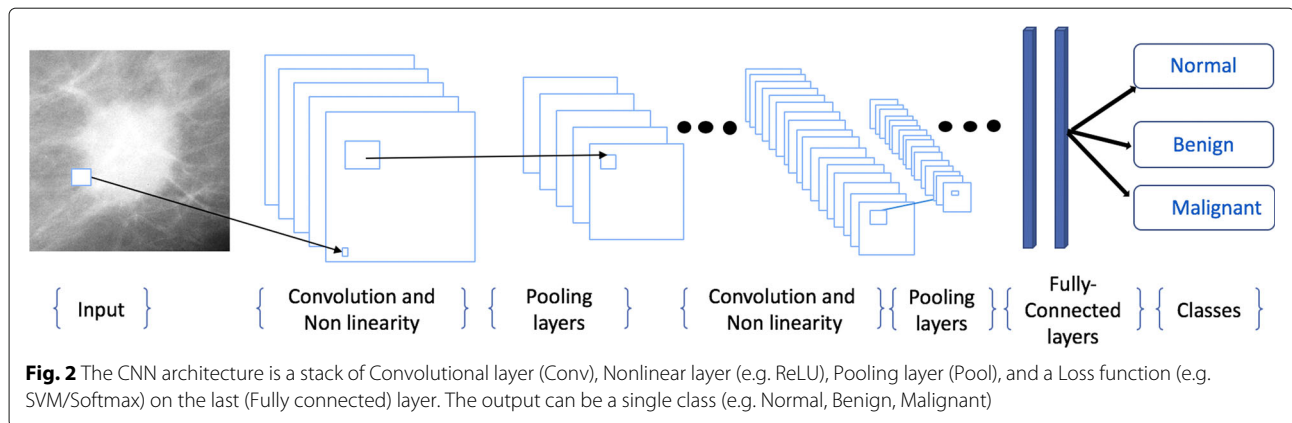 Normal
Benign
Malignant
Input
Convolution and
Non linearity
Pooling
layers
Convolution and
Non linearity
Pooling
layers
Fully-
Connected
layers
Classes
Fig. 2 The CNN architecture is a stack of Convolutional layer (Conv), Nonlinear layer (e.g. ReLU), Pooling layer (Pool), and a Loss function (e.g.
SVM/Softmax) on the last (Fully connected) layer. The output can be a single class (e.g. Normal, Benign, Malignant)